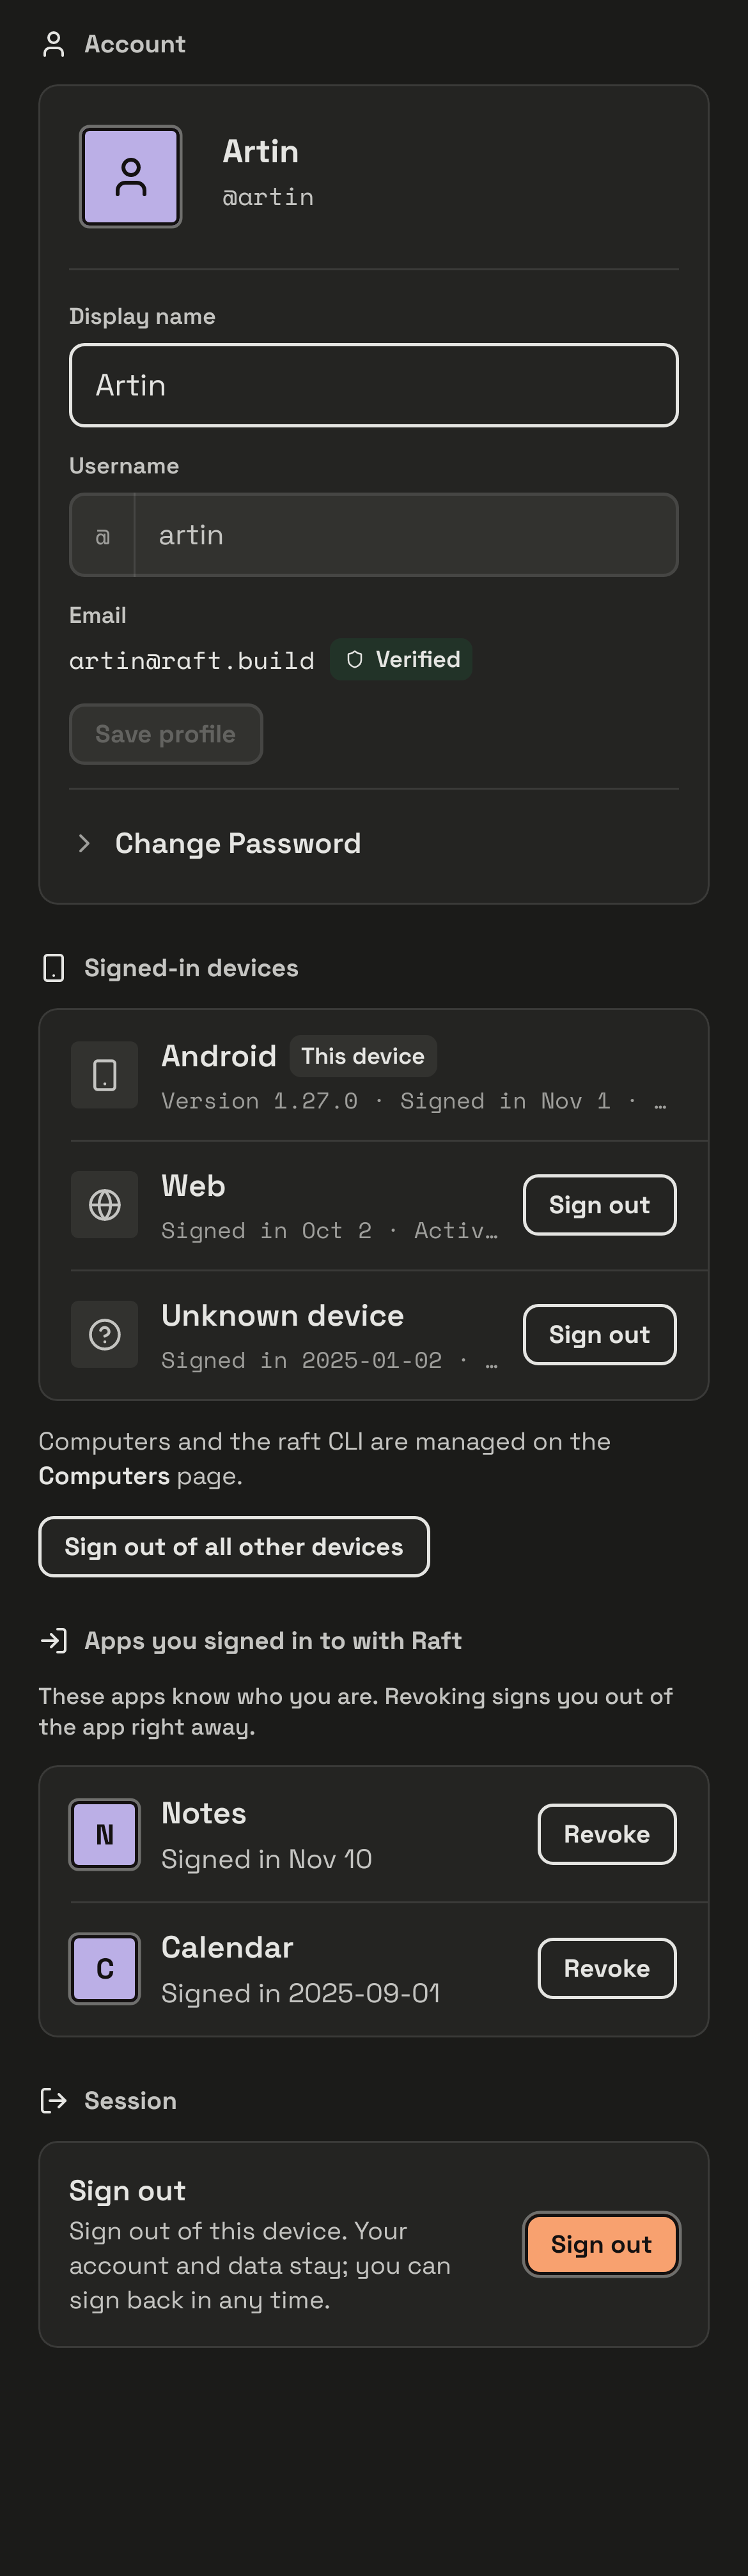 Account
Artin
@artin
Display name
Artin
Username
@ artin
Email
artin@raft.build Verified
Save profile
Change Password
Signed-in devices
Android This device
Version 1.27.0 · Signed in Nov 1 · …
Web
Signed in Oct 2 · Activ…
Sign out
Unknown device
Signed in 2025-01-02 · …
Sign out
Computers and the raft CLI are managed on the
Computers page.
Sign out of all other devices
Apps you signed in to with Raft
These apps know who you are. Revoking signs you out of
the app right away.
N
Notes
Signed in Nov 10
Revoke
C
Calendar
Signed in 2025-09-01
Revoke
Session
Sign out
Sign out of this device. Your
account and data stay; you can
sign back in any time.
Sign out